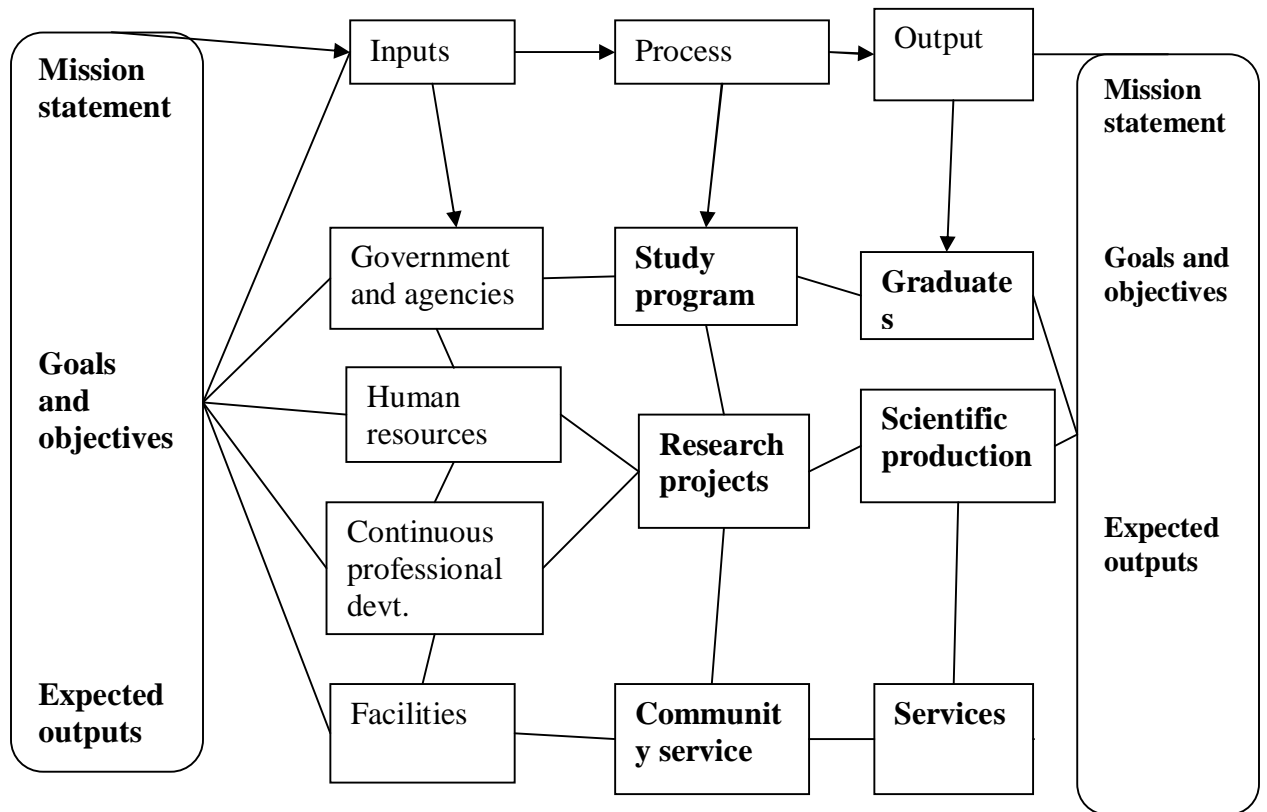 Mission
statement
Goals
and
objectives
Expected
outputs
Inputs
Process
Output
Government
and agencies
Study
program
Graduate
s
Human
resources
Research
projects
Scientific
production
Continuous
professional
devt.
Facilities
Communit
y service
Services
Mission
statement
Goals and
objectives
Expected
outputs